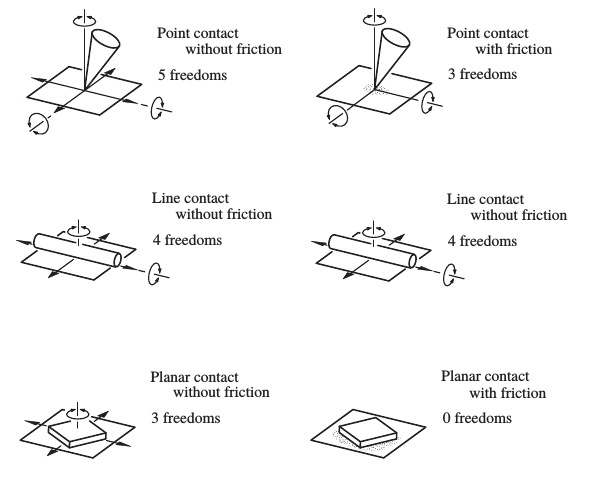 Point contact
without friction
5 freedoms
Point contact
with friction
3 freedoms
Line contact
without friction
4 freedoms
Line contact
without friction
4 freedoms
Planar contact
without friction
3 freedoms
Planar contact
with friction
0 freedoms